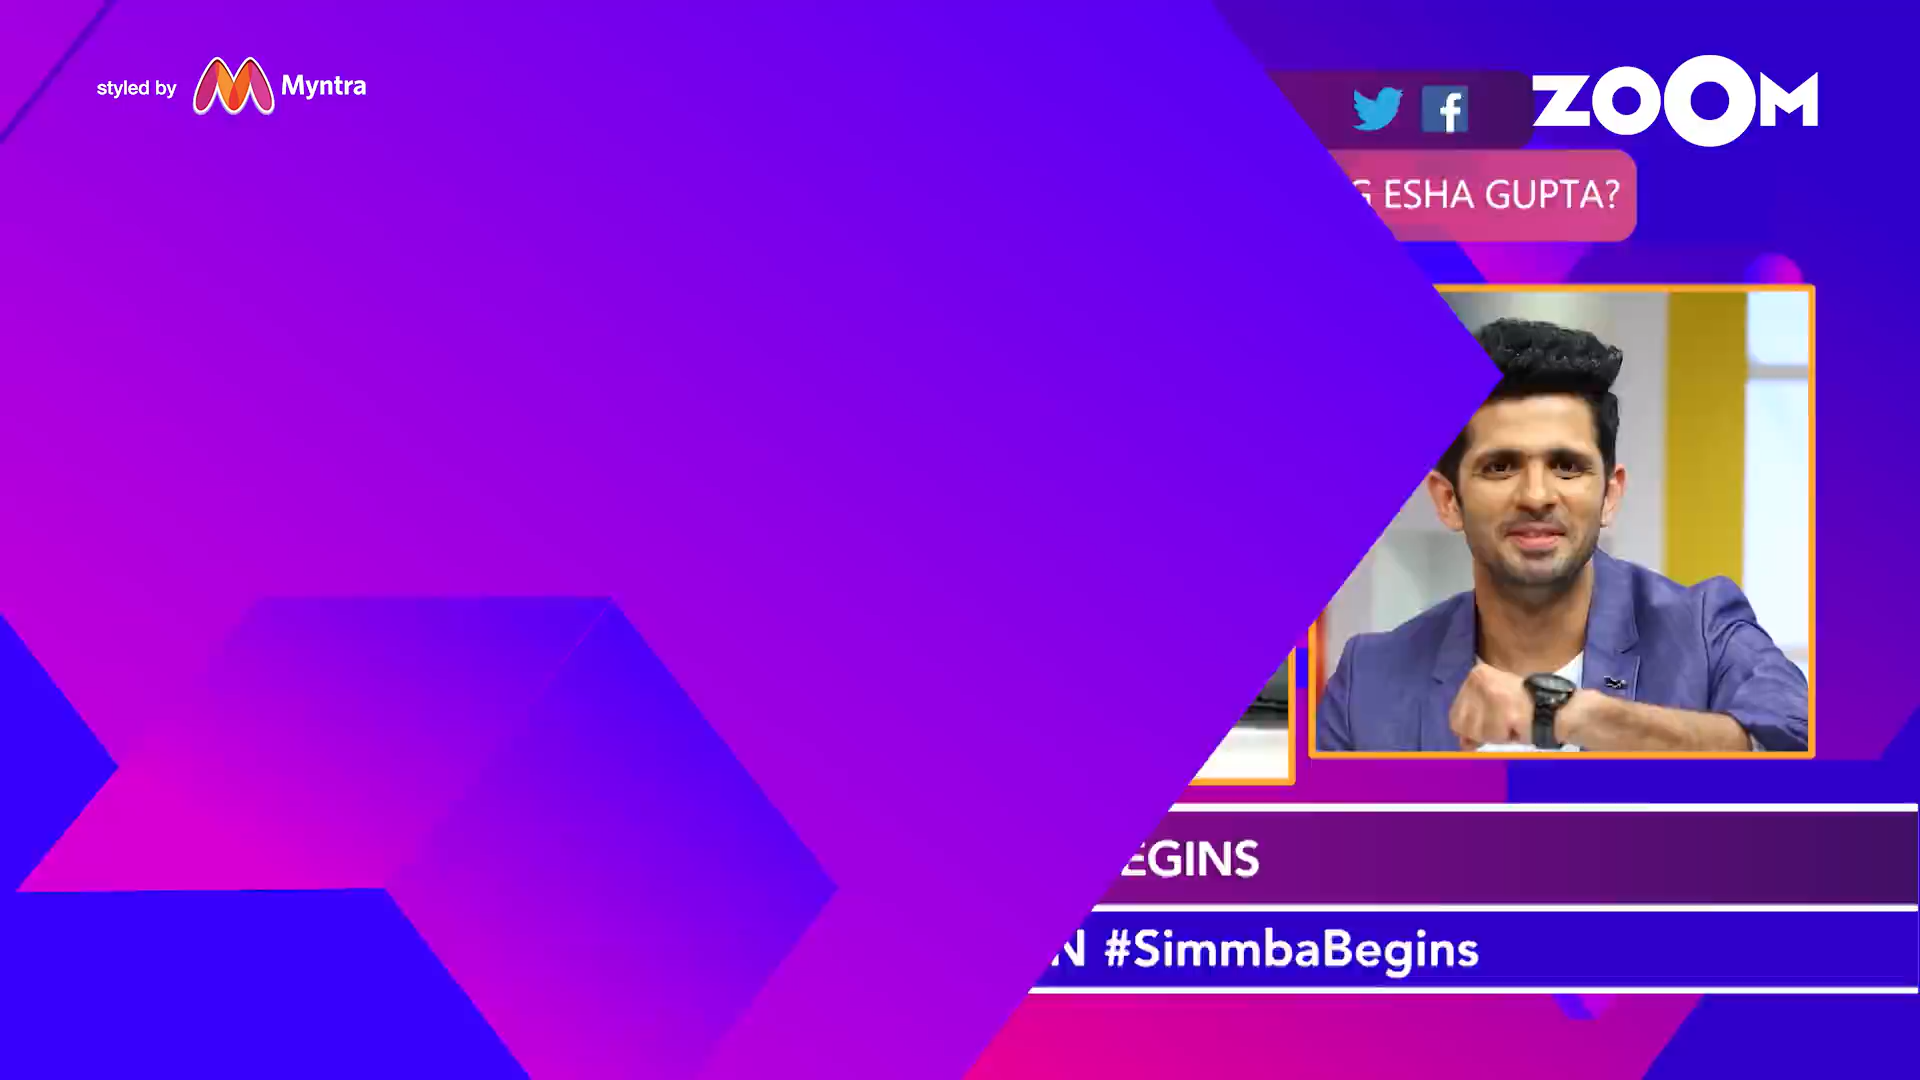 styled by Myntra
ZOOM
G ESHA GUPTA?
EGINS
N #SimmbaBegins